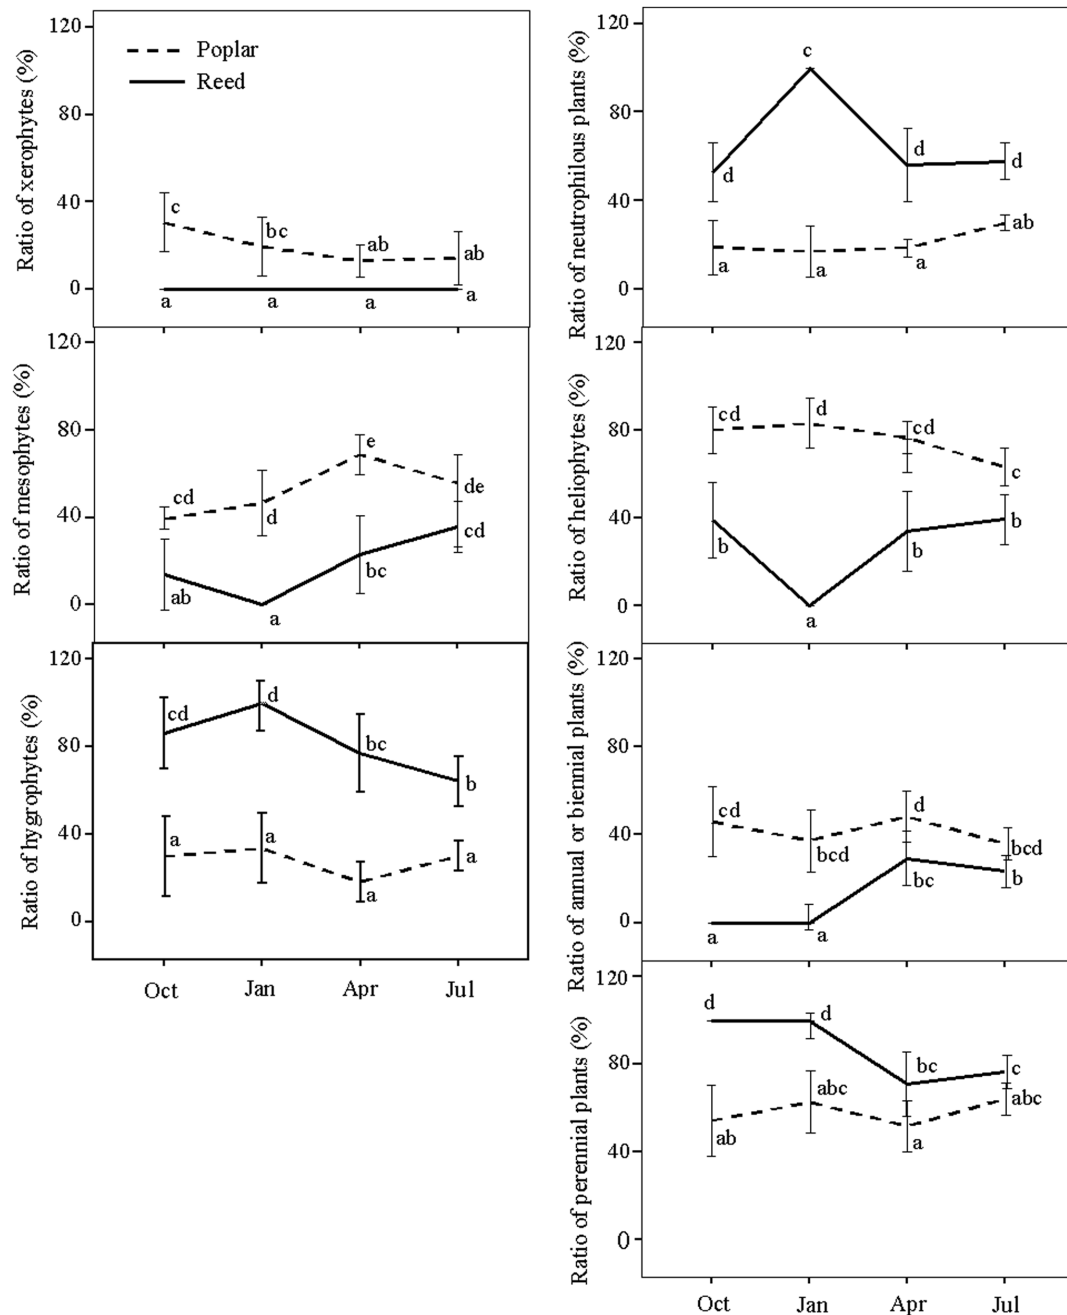 Ratio of xerophytes (%)
120
80
40
0
Poplar
Reed
c
bc
ab
ab
a
a
a
a
Ratio of mesophytes (%)
120
80
40
0
cd
d
e
de
ab
a
bc
cd
Ratio of hygrophytes (%)
120
80
40
0
cd
d
bc
b
a
a
a
a
Oct
Jan
Apr
Jul
Ratio of neutrophilous plants (%)
120
80
40
0
c
d
d
d
a
a
a
ab
Ratio of heliophytes (%)
120
80
40
0
cd
d
cd
c
b
a
b
b
Ratio of annual or biennial plants (%)
120
80
40
0
cd
bcd
d
bcd
a
a
bc
b
Ratio of perennial plants (%)
120
80
40
0
d
d
bc
c
ab
abc
a
abc
Oct
Jan
Apr
Jul